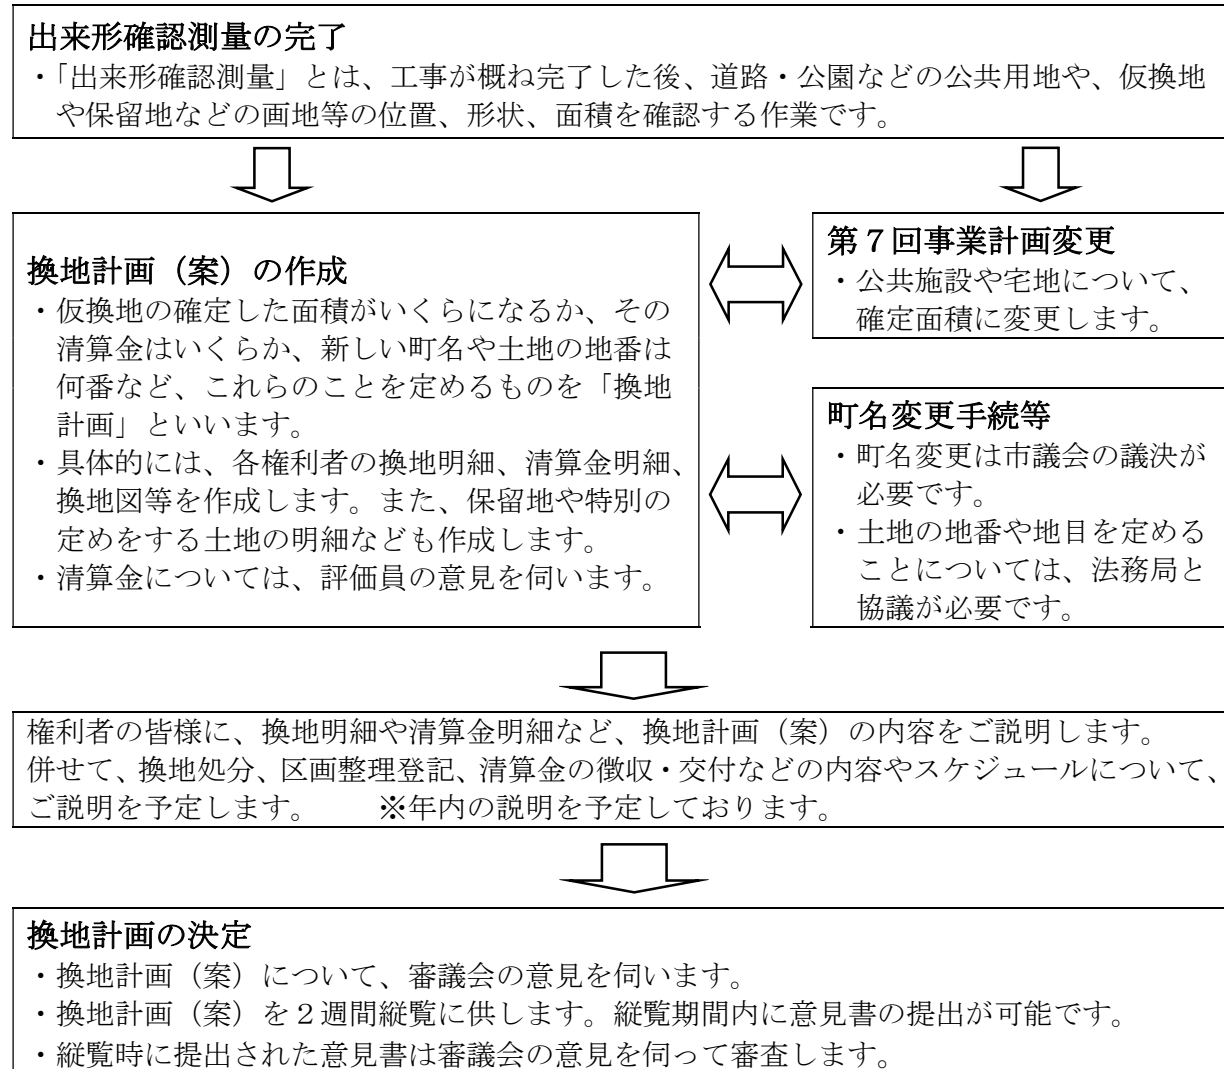 出来形確認測量の完了
・「出来形確認測量」とは、工事が概ね完了した後、道路・公園などの公共用地や、仮換地
や保留地などの画地等の位置、形状、面積を確認する作業です。
換地計画（案）の作成
・仮換地の確定した面積がいくらになるか、その
清算金はいくらか、新しい町名や土地の地番は
何番など、これらのことを定めるものを「換地
計画」といいます。
・具体的には、各権利者の換地明細、清算金明細、
換地図等を作成します。また、保留地や特別の
定めをする土地の明細なども作成します。
・清算金については、評価員の意見を伺います。
第７回事業計画変更
・公共施設や宅地について、
確定面積に変更します。
町名変更手続等
・町名変更は市議会の議決が
必要です。
・土地の地番や地目を定める
ことについては、法務局と
協議が必要です。
権利者の皆様に、換地明細や清算金明細など、換地計画（案）の内容をご説明します。
併せて、換地処分、区画整理登記、清算金の徴収・交付などの内容やスケジュールについて、
ご説明を予定します。　　※年内の説明を予定しております。
換地計画の決定
・換地計画（案）について、審議会の意見を伺います。
・換地計画（案）を２週間縦覧に供します。縦覧期間内に意見書の提出が可能です。
・縦覧時に提出された意見書は審議会の意見を伺って審査します。